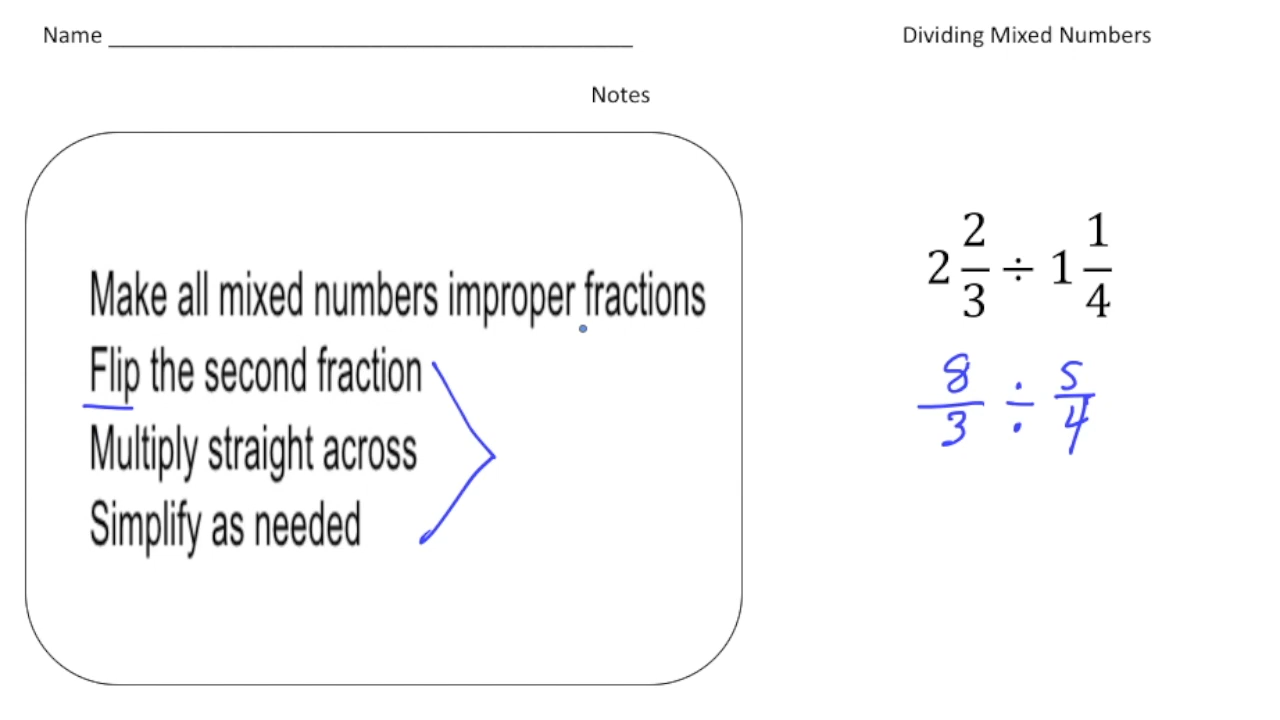 Name ____________________ Dividing Mixed Numbers
Notes
Make all mixed numbers improper fractions
Flip the second fraction
Multiply straight across
Simplify as needed
2 2/3 ÷ 1 1/4
8/3 ÷ 5/4